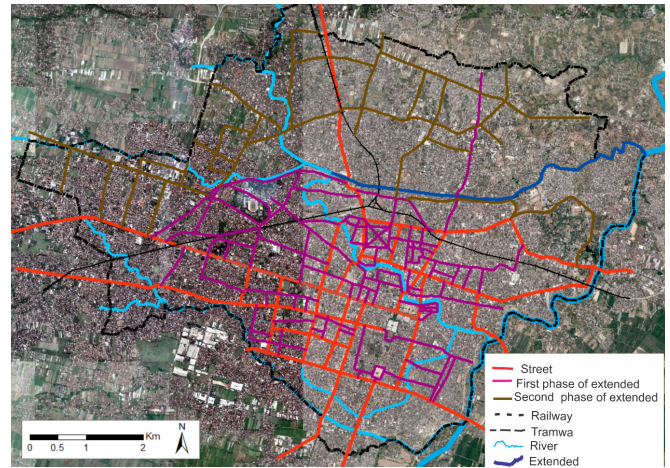 N
0 0.5 1 2 Km
Street
First phase of extended
Second phase of extended
Railway
Tramwa
River
Extended